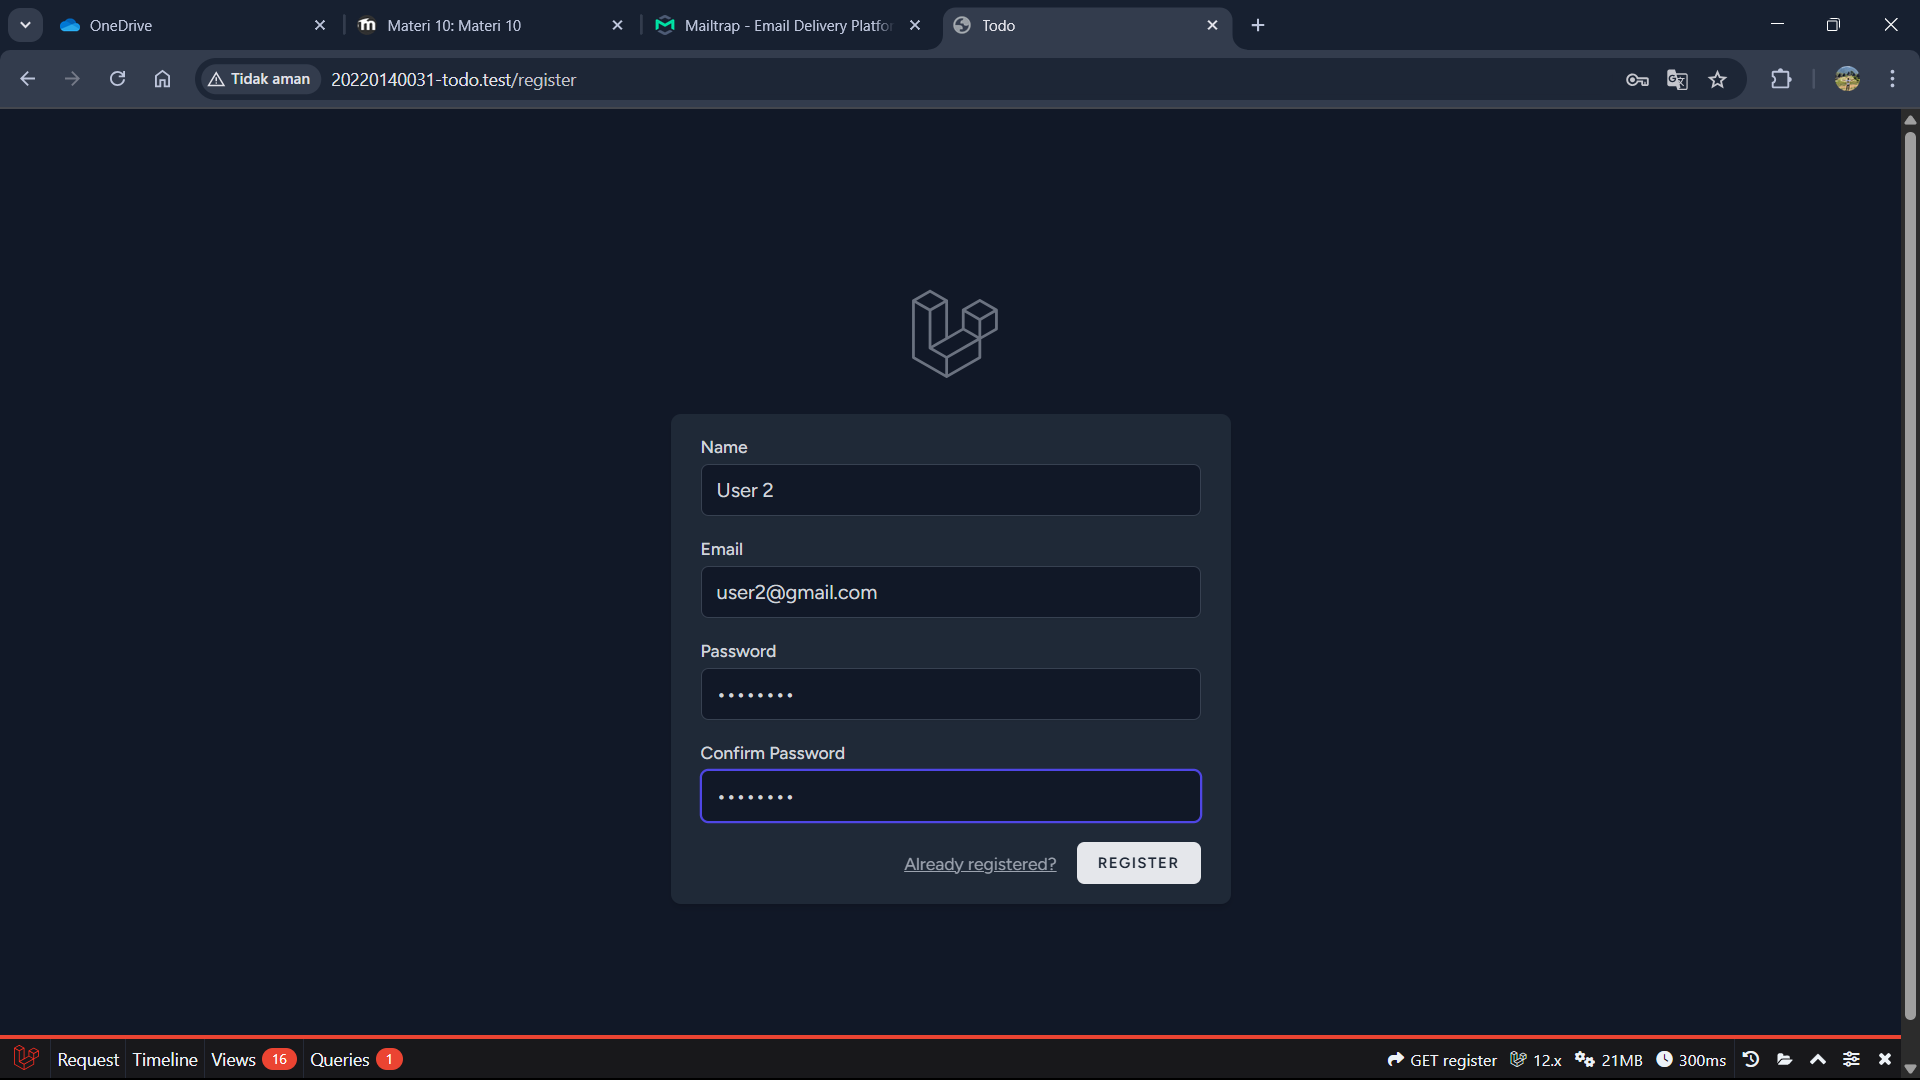 OneDrive
Materi 10: Materi 10
Mailtrap - Email Delivery Platfor
Todo
Tidak aman
20220140031-todo.test/register
Name
User 2
Email
user2@gmail.com
Password
••••••••
Confirm Password
••••••••
Already registered?
REGISTER
Request Timeline Views 16 Queries 1
GET register 12.x 21MB 300ms